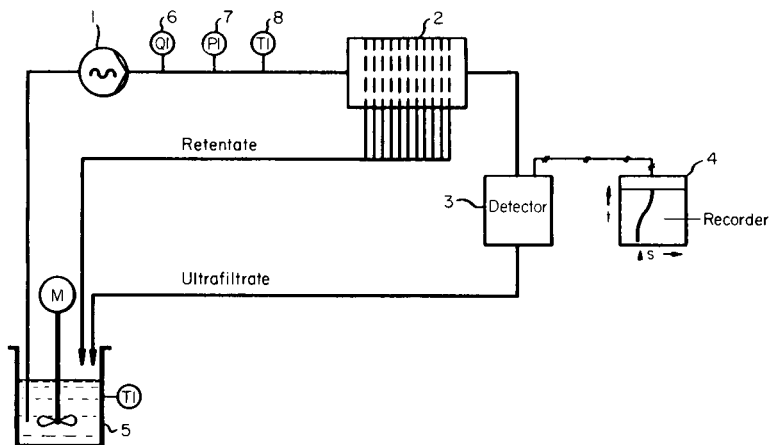 1
6
7
8
2
QI
PI
TI
Retentate
3
Detector
4
Recorder
t
s
Ultrafiltrate
M
TI
5